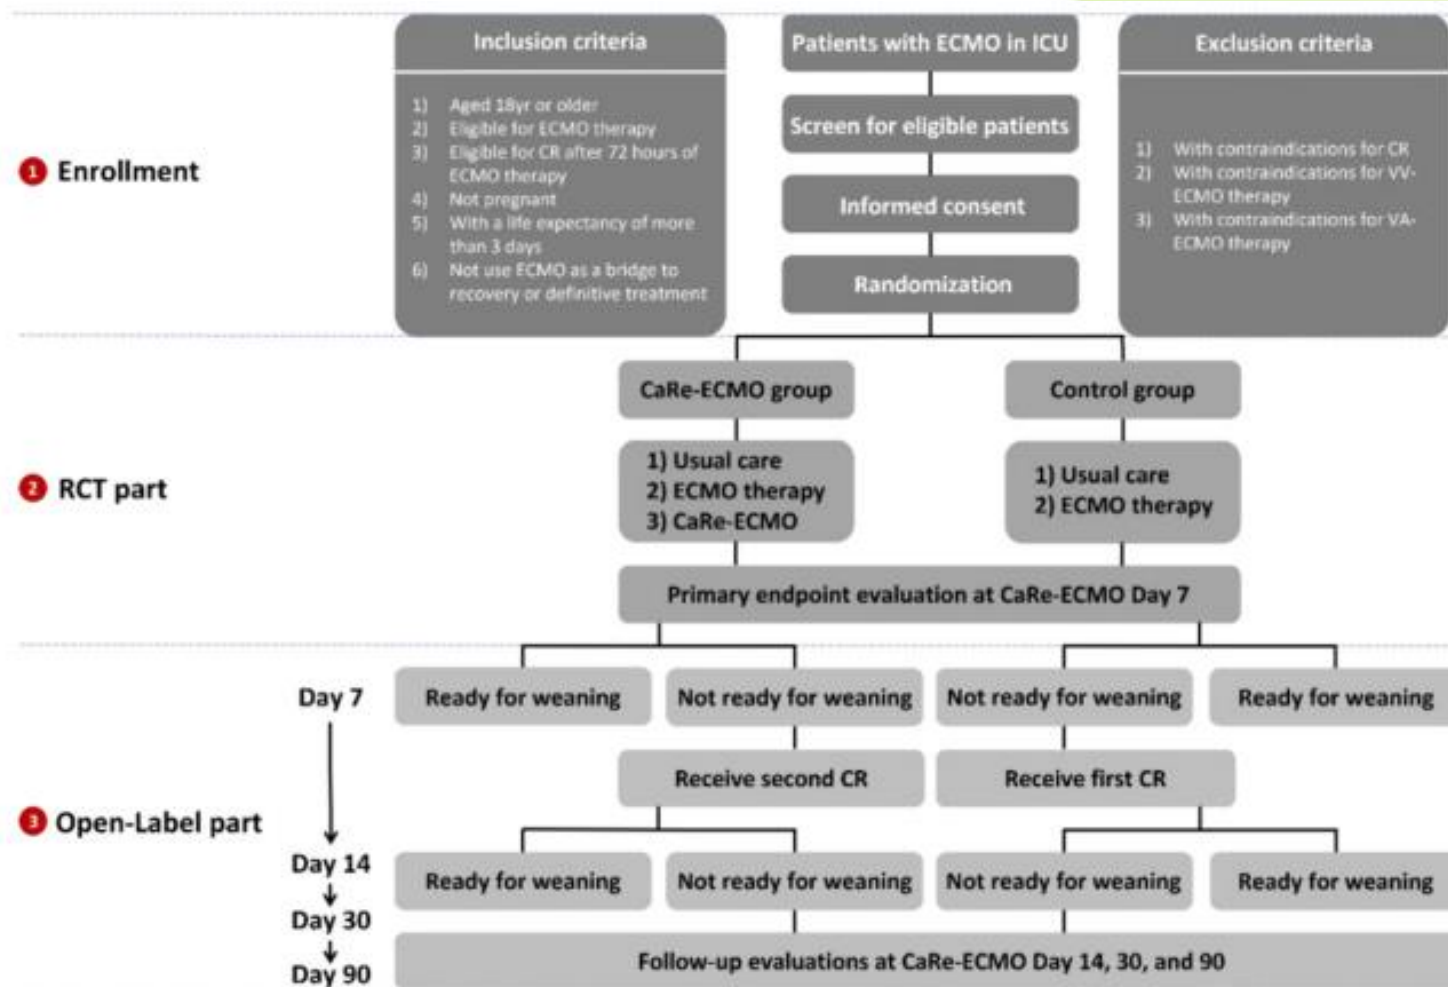 Inclusion criteria
1) Aged 18yr or older
2) Eligible for ECMO therapy
3) Eligible for CR after 72 hours of
ECMO therapy
4) Not pregnant
5) With a life expectancy of more
than 3 days
6) Not use ECMO as a bridge to
recovery or definitive treatment
Patients with ECMO in ICU
Screen for eligible patients
Informed consent
Randomization
Exclusion criteria
1) With contraindications for CR
2) With contraindications for VV-
ECMO therapy
3) With contraindications for VA-
ECMO therapy
1 Enrollment
CaRe-ECMO group
Control group
2 RCT part
1) Usual care
2) ECMO therapy
3) CaRe-ECMO
1) Usual care
2) ECMO therapy
Primary endpoint evaluation at CaRe-ECMO Day 7
Day 7
Ready for weaning
Not ready for weaning
Not ready for weaning
Ready for weaning
Receive second CR
Receive first CR
3 Open-Label part
Day 14
Ready for weaning
Not ready for weaning
Not ready for weaning
Ready for weaning
Day 30
Day 90
Follow-up evaluations at CaRe-ECMO Day 14, 30, and 90